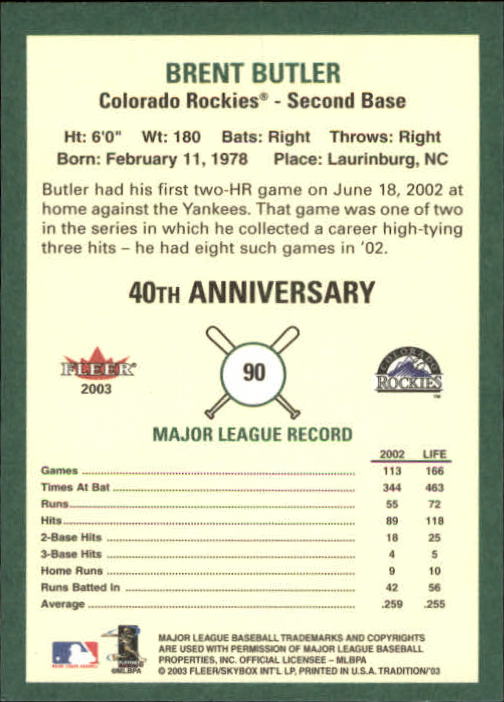 BRENT BUTLER
Colorado Rockies® - Second Base
Ht: 6'0" Wt: 180 Bats: Right Throws: Right
Born: February 11, 1978 Place: Laurinburg, NC
Butler had his first two-HR game on June 18, 2002 at
home against the Yankees. That game was one of two
in the series in which he collected a career high-tying
three hits – he had eight such games in '02.
40TH ANNIVERSARY
FLEER
2003
90
COLORADO
ROCKIES
™
MAJOR LEAGUE RECORD
2002 LIFE
Games 113 166
Times At Bat 344 463
Runs 55 72
Hits 89 118
2-Base Hits 18 25
3-Base Hits 4 5
Home Runs 9 10
Runs Batted In 42 56
Average .259 .255
©MLBPA
MAJOR LEAGUE BASEBALL TRADEMARKS AND COPYRIGHTS
ARE USED WITH PERMISSION OF MAJOR LEAGUE BASEBALL
PROPERTIES, INC. OFFICIAL LICENSEE – MLBPA
© 2003 FLEER/SKYBOX INT'L LP, PRINTED IN U.S.A. TRADITION/'03